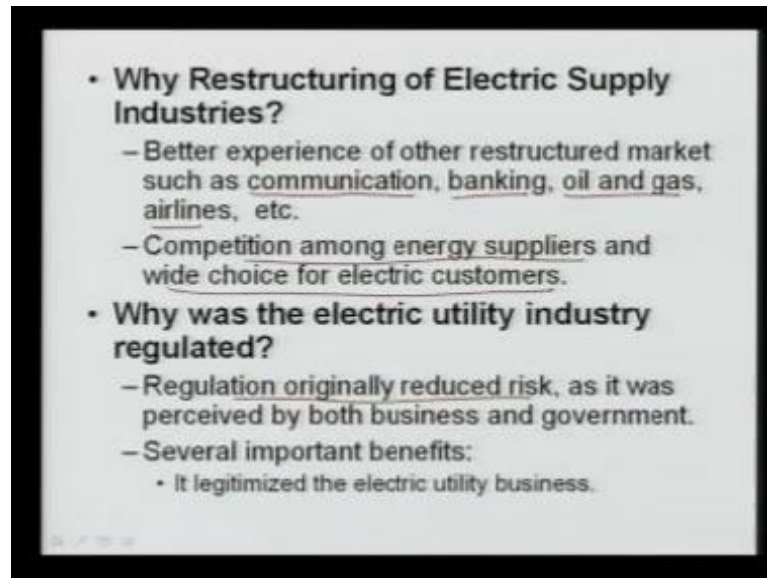 • Why Restructuring of Electric Supply
Industries?
– Better experience of other restructured market
such as communication, banking, oil and gas,
airlines, etc.
– Competition among energy suppliers and
wide choice for electric customers.
• Why was the electric utility industry
regulated?
– Regulation originally reduced risk, as it was
perceived by both business and government.
– Several important benefits:
• It legitimized the electric utility business.